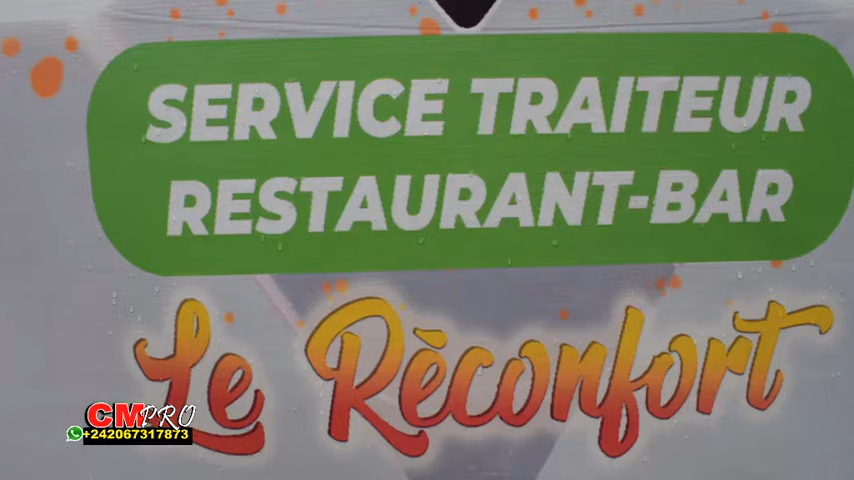 SERVICE TRAITEUR
RESTAURANT-BAR
Le Rèconfort
CMPRO
+242067317873